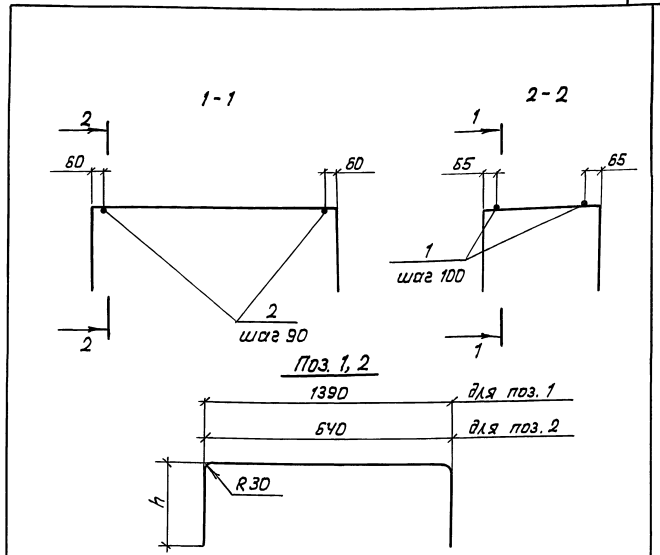 1-1
2-2
2
1
60
60
65
65
1
шаг 100
2
шаг 90
2
1
Поз. 1, 2
1390
для поз. 1
640
для поз. 2
R 30
h